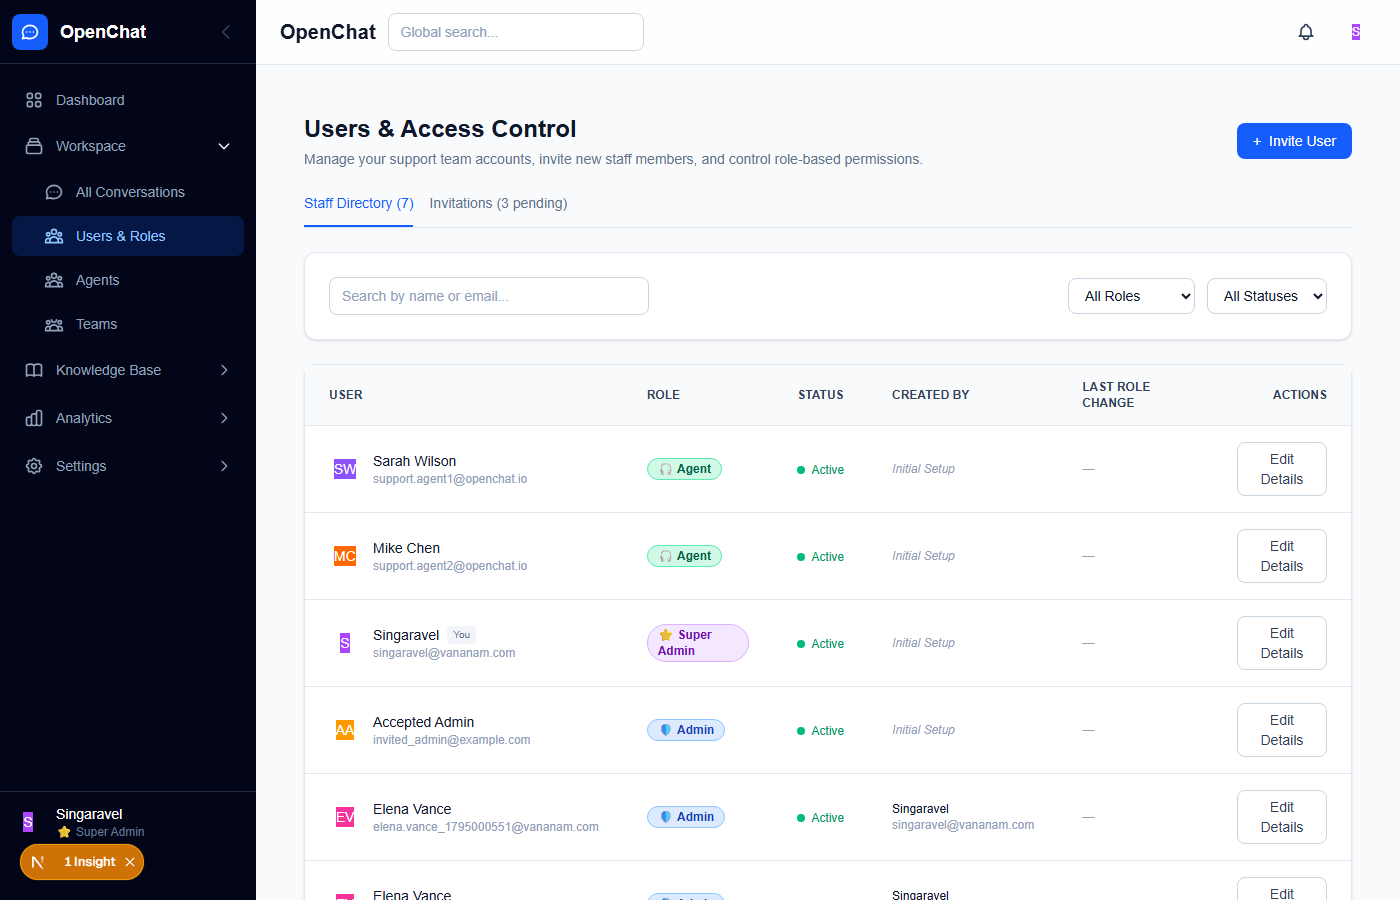 OpenChat
Dashboard
Workspace
All Conversations
Users & Roles
Agents
Teams
Knowledge Base
Analytics
Settings
S
Singaravel
Super Admin
1 Insight
OpenChat
Global search...
S
Users & Access Control
Manage your support team accounts, invite new staff members, and control role-based permissions.
+ Invite User
Staff Directory (7)
Invitations (3 pending)
Search by name or email...
All Roles
All Statuses
USER
ROLE
STATUS
CREATED BY
LAST ROLE
CHANGE
ACTIONS
SW
Sarah Wilson
support.agent1@openchat.io
Agent
Active
Initial Setup
—
Edit
Details
MC
Mike Chen
support.agent2@openchat.io
Agent
Active
Initial Setup
—
Edit
Details
S
Singaravel You
singaravel@vananam.com
Super
Admin
Active
Initial Setup
—
Edit
Details
AA
Accepted Admin
invited_admin@example.com
Admin
Active
Initial Setup
—
Edit
Details
EV
Elena Vance
elena.vance_1795000551@vananam.com
Admin
Active
Singaravel
singaravel@vananam.com
—
Edit
Details
Elena Vance
Singaravel
Edit